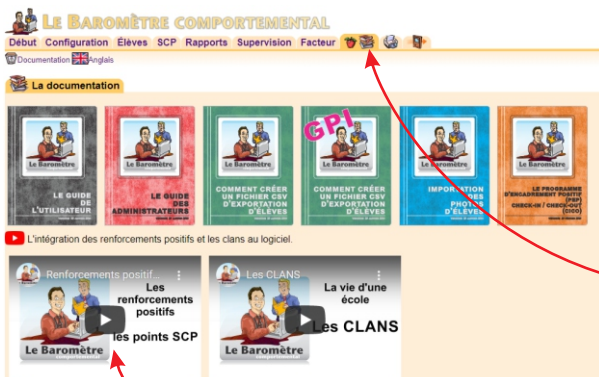 LE BAROMÈTRE COMPORTEMENTAL
Début Configuration Élèves SCP Rapports Supervision Facteur
Documentation Anglais
La documentation
Le Baromètre
LE GUIDE
DE
L'UTILISATEUR
Le Baromètre
LE GUIDE
DES
ADMINISTRATEURS
Le Baromètre
COMMENT CRÉER
UN FICHIER CSV
D'EXPORTATION
D'ÉLÈVES
GPI
Le Baromètre
COMMENT CRÉER
UN FICHIER CSV
D'EXPORTATION
D'ÉLÈVES
Le Baromètre
IMPORTATION
DES
PHOTOS
D'ÉLÈVES
Le Baromètre
LE PROGRAMME
D'ENCADREMENT POSITIF
(PEP)
CHECK-IN / CHECK-OUT
(CICO)
L'intégration des renforcements positifs et les clans au logiciel.
Renforcements positif...
Les
renforcements
positifs
les points SCP
Le Baromètre
Les CLANS
La vie d'une
école
Les CLANS
Le Baromètre